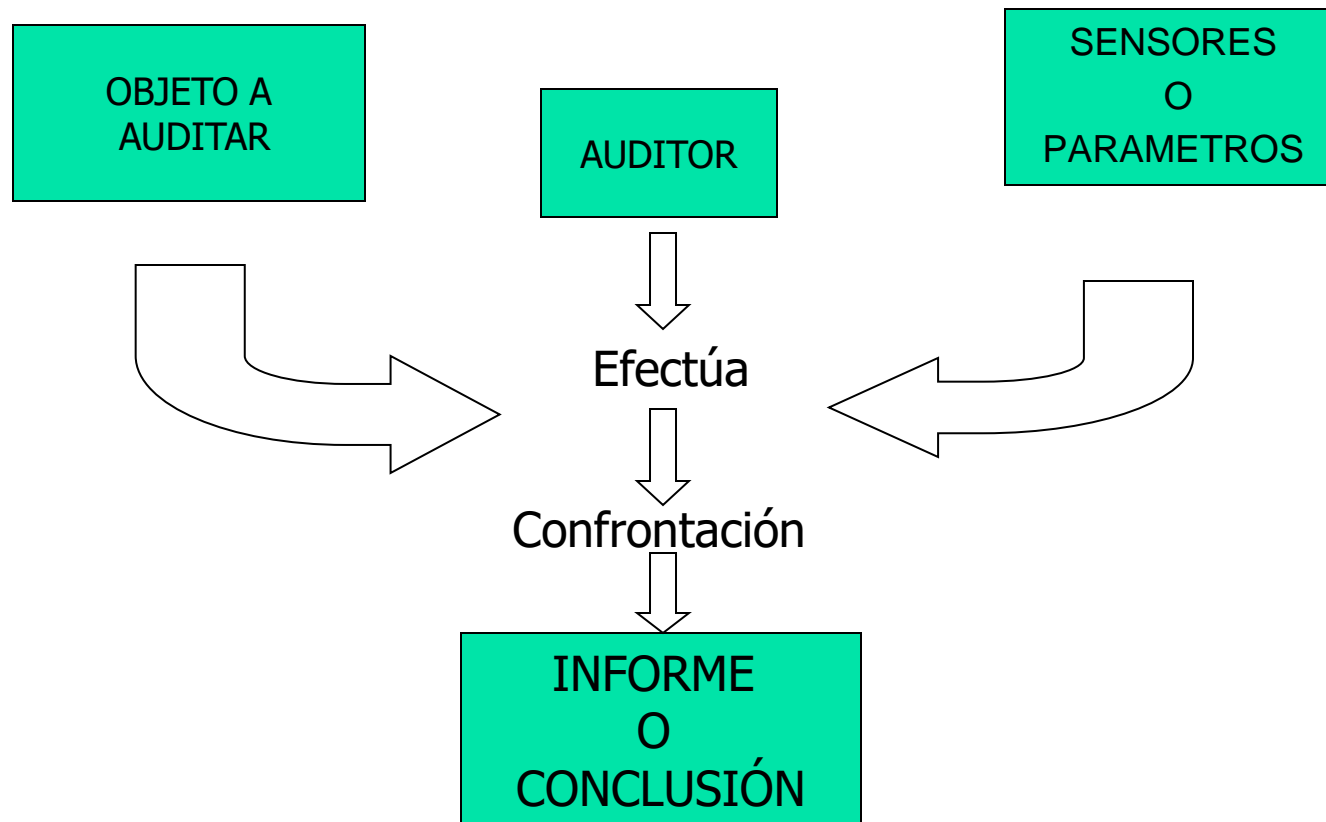 OBJETO A
AUDITAR
AUDITOR
SENSORES
O
PARAMETROS
Efectúa
Confrontación
INFORME
O
CONCLUSIÓN